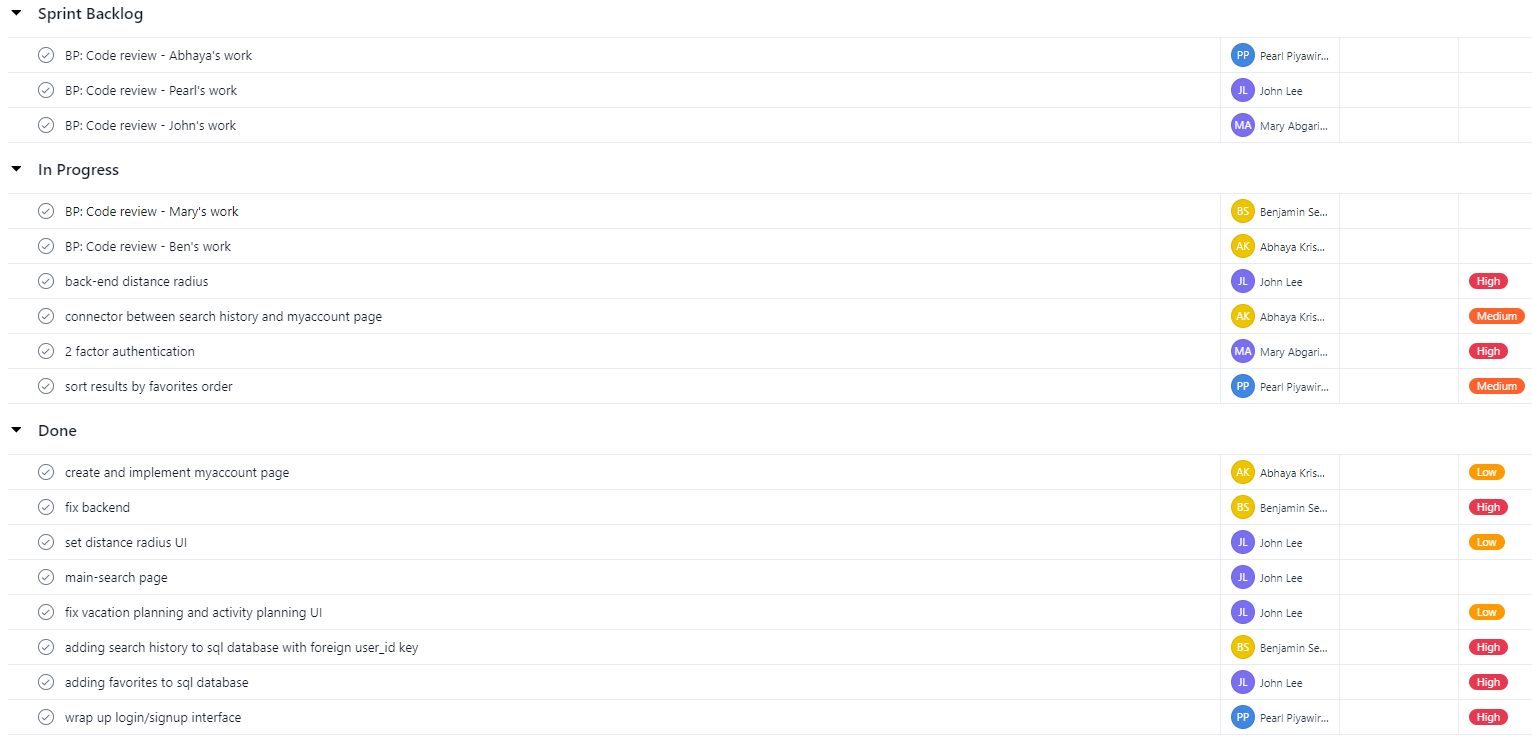 Sprint Backlog
BP: Code review - Abhaya's work PP Pearl Piyawir...
BP: Code review - Pearl's work JL John Lee
BP: Code review - John's work MA Mary Abgari...
In Progress
BP: Code review - Mary's work BS Benjamin Se...
BP: Code review - Ben's work AK Abhaya Kris...
back-end distance radius JL John Lee High
connector between search history and myaccount page AK Abhaya Kris... Medium
2 factor authentication MA Mary Abgari... High
sort results by favorites order PP Pearl Piyawir... Medium
Done
create and implement myaccount page AK Abhaya Kris... Low
fix backend BS Benjamin Se... High
set distance radius UI JL John Lee Low
main-search page JL John Lee
fix vacation planning and activity planning UI JL John Lee Low
adding search history to sql database with foreign user_id key BS Benjamin Se... High
adding favorites to sql database JL John Lee High
wrap up login/signup interface PP Pearl Piyawir... High